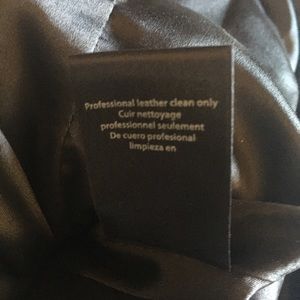 Professional leather clean only
Cuir nettoyage
professionnel seulement
De cuero profesional
limpieza en